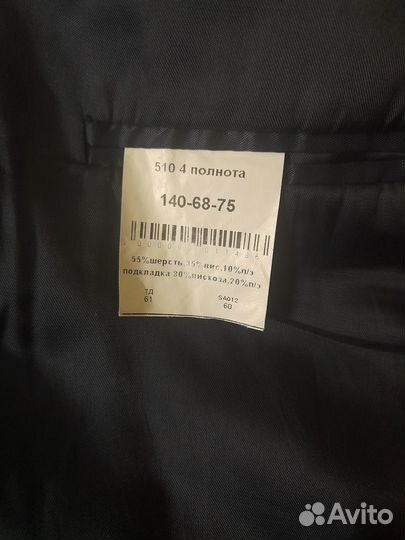 510 4 полнота
140-68-75
55%шерсть,35%вис,10%п/э
подкладка 80%вискоза,20%п/э
ТД SA012
61 60
Avito